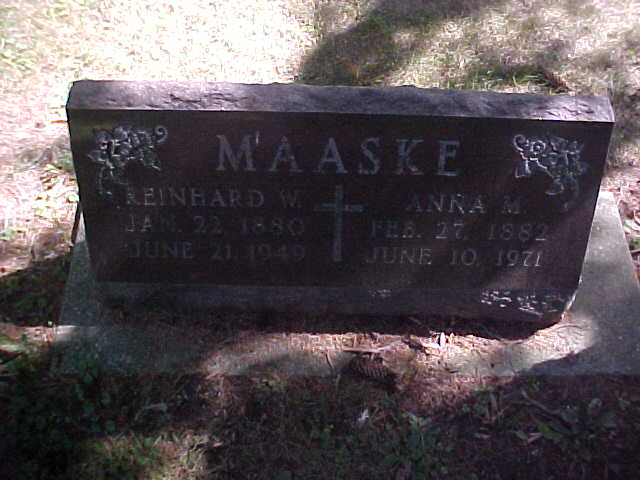 MAASKE
REINHARD W.
JAN. 22, 1880
JUNE 21, 1949
ANNA M.
FEB. 27, 1882
JUNE 10, 1971